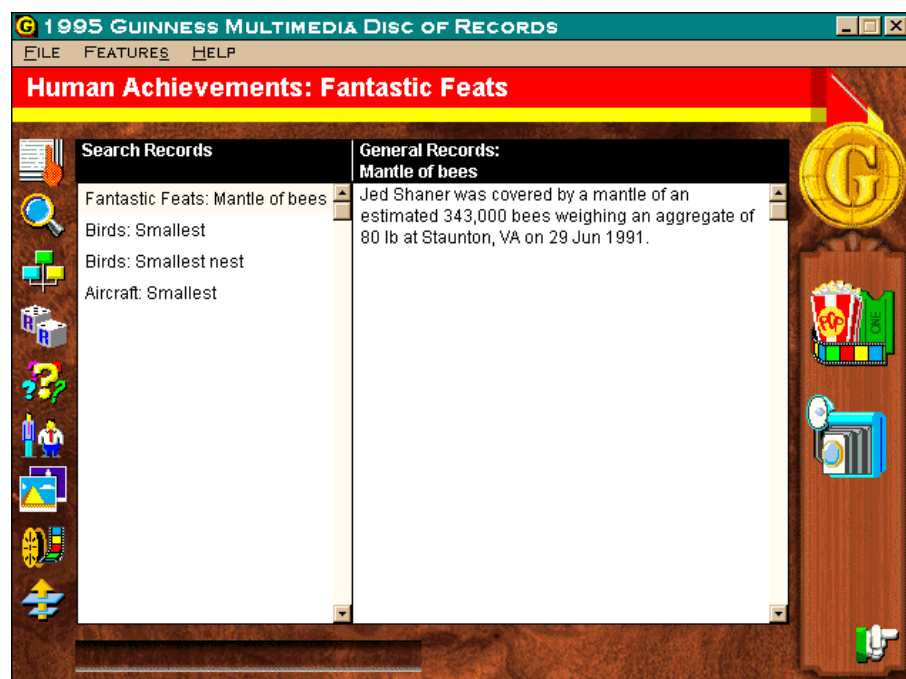 1995 Guinness Multimedia Disc of Records
File Features Help
Human Achievements: Fantastic Feats
Search Records
General Records:
Mantle of bees
Fantastic Feats: Mantle of bees
Birds: Smallest
Birds: Smallest nest
Aircraft: Smallest
Jed Shaner was covered by a mantle of an
estimated 343,000 bees weighing an aggregate of
80 lb at Staunton, VA on 29 Jun 1991.
G
G
R
R
???
POP
ONE